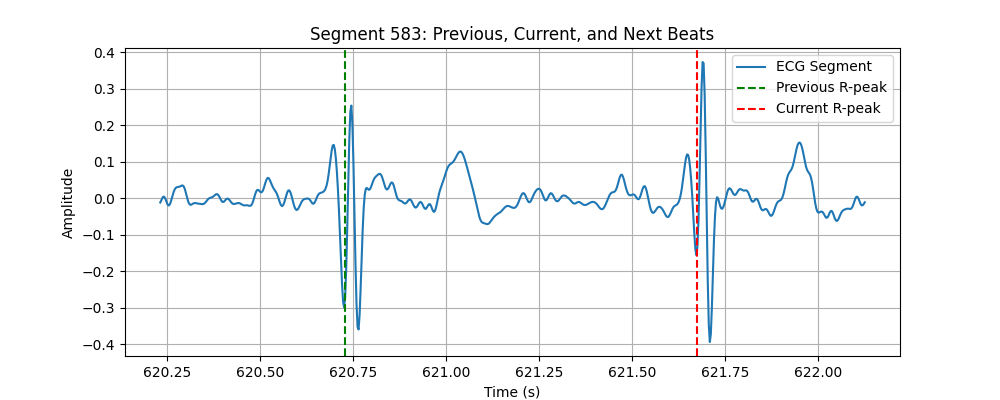 Segment 583: Previous, Current, and Next Beats
0.4
0.3
0.2
0.1
0.0
−0.1
−0.2
−0.3
−0.4
Amplitude
ECG Segment
Previous R-peak
Current R-peak
620.25 620.50 620.75 621.00 621.25 621.50 621.75 622.00
Time (s)